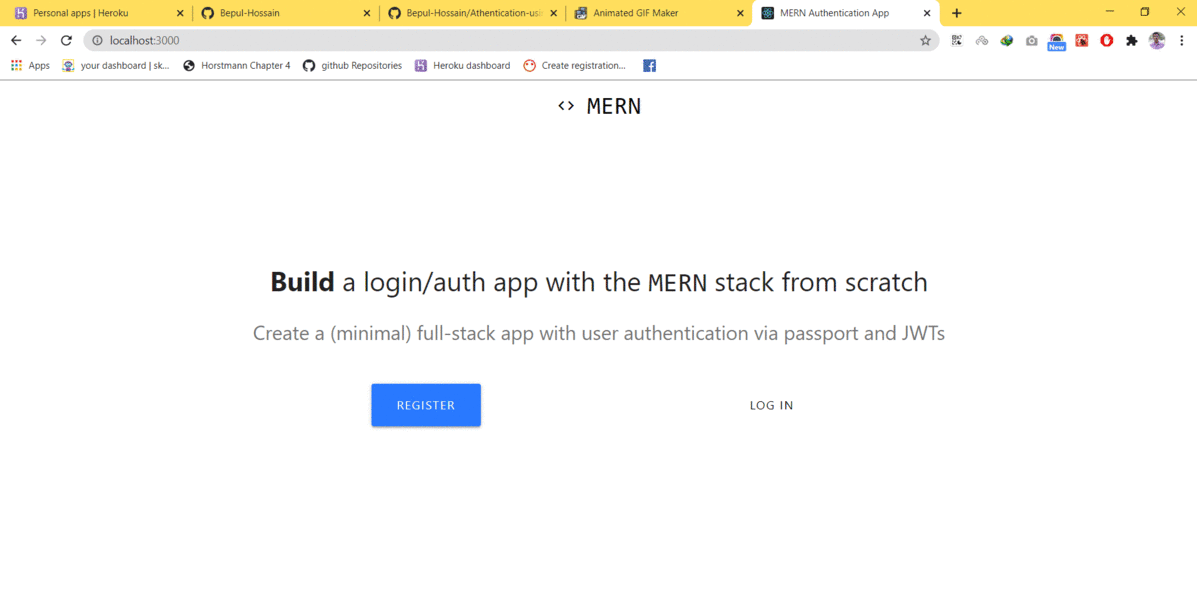 Personal apps | Heroku
Bepul-Hossain
Bepul-Hossain/Athentication-usi
Animated GIF Maker
MERN Authentication App
localhost:3000
New
Apps
your dashboard | sk...
Horstmann Chapter 4
github Repositories
Heroku dashboard
Create registration...
<> MERN
Build a login/auth app with the MERN stack from scratch
Create a (minimal) full-stack app with user authentication via passport and JWTs
REGISTER
LOG IN